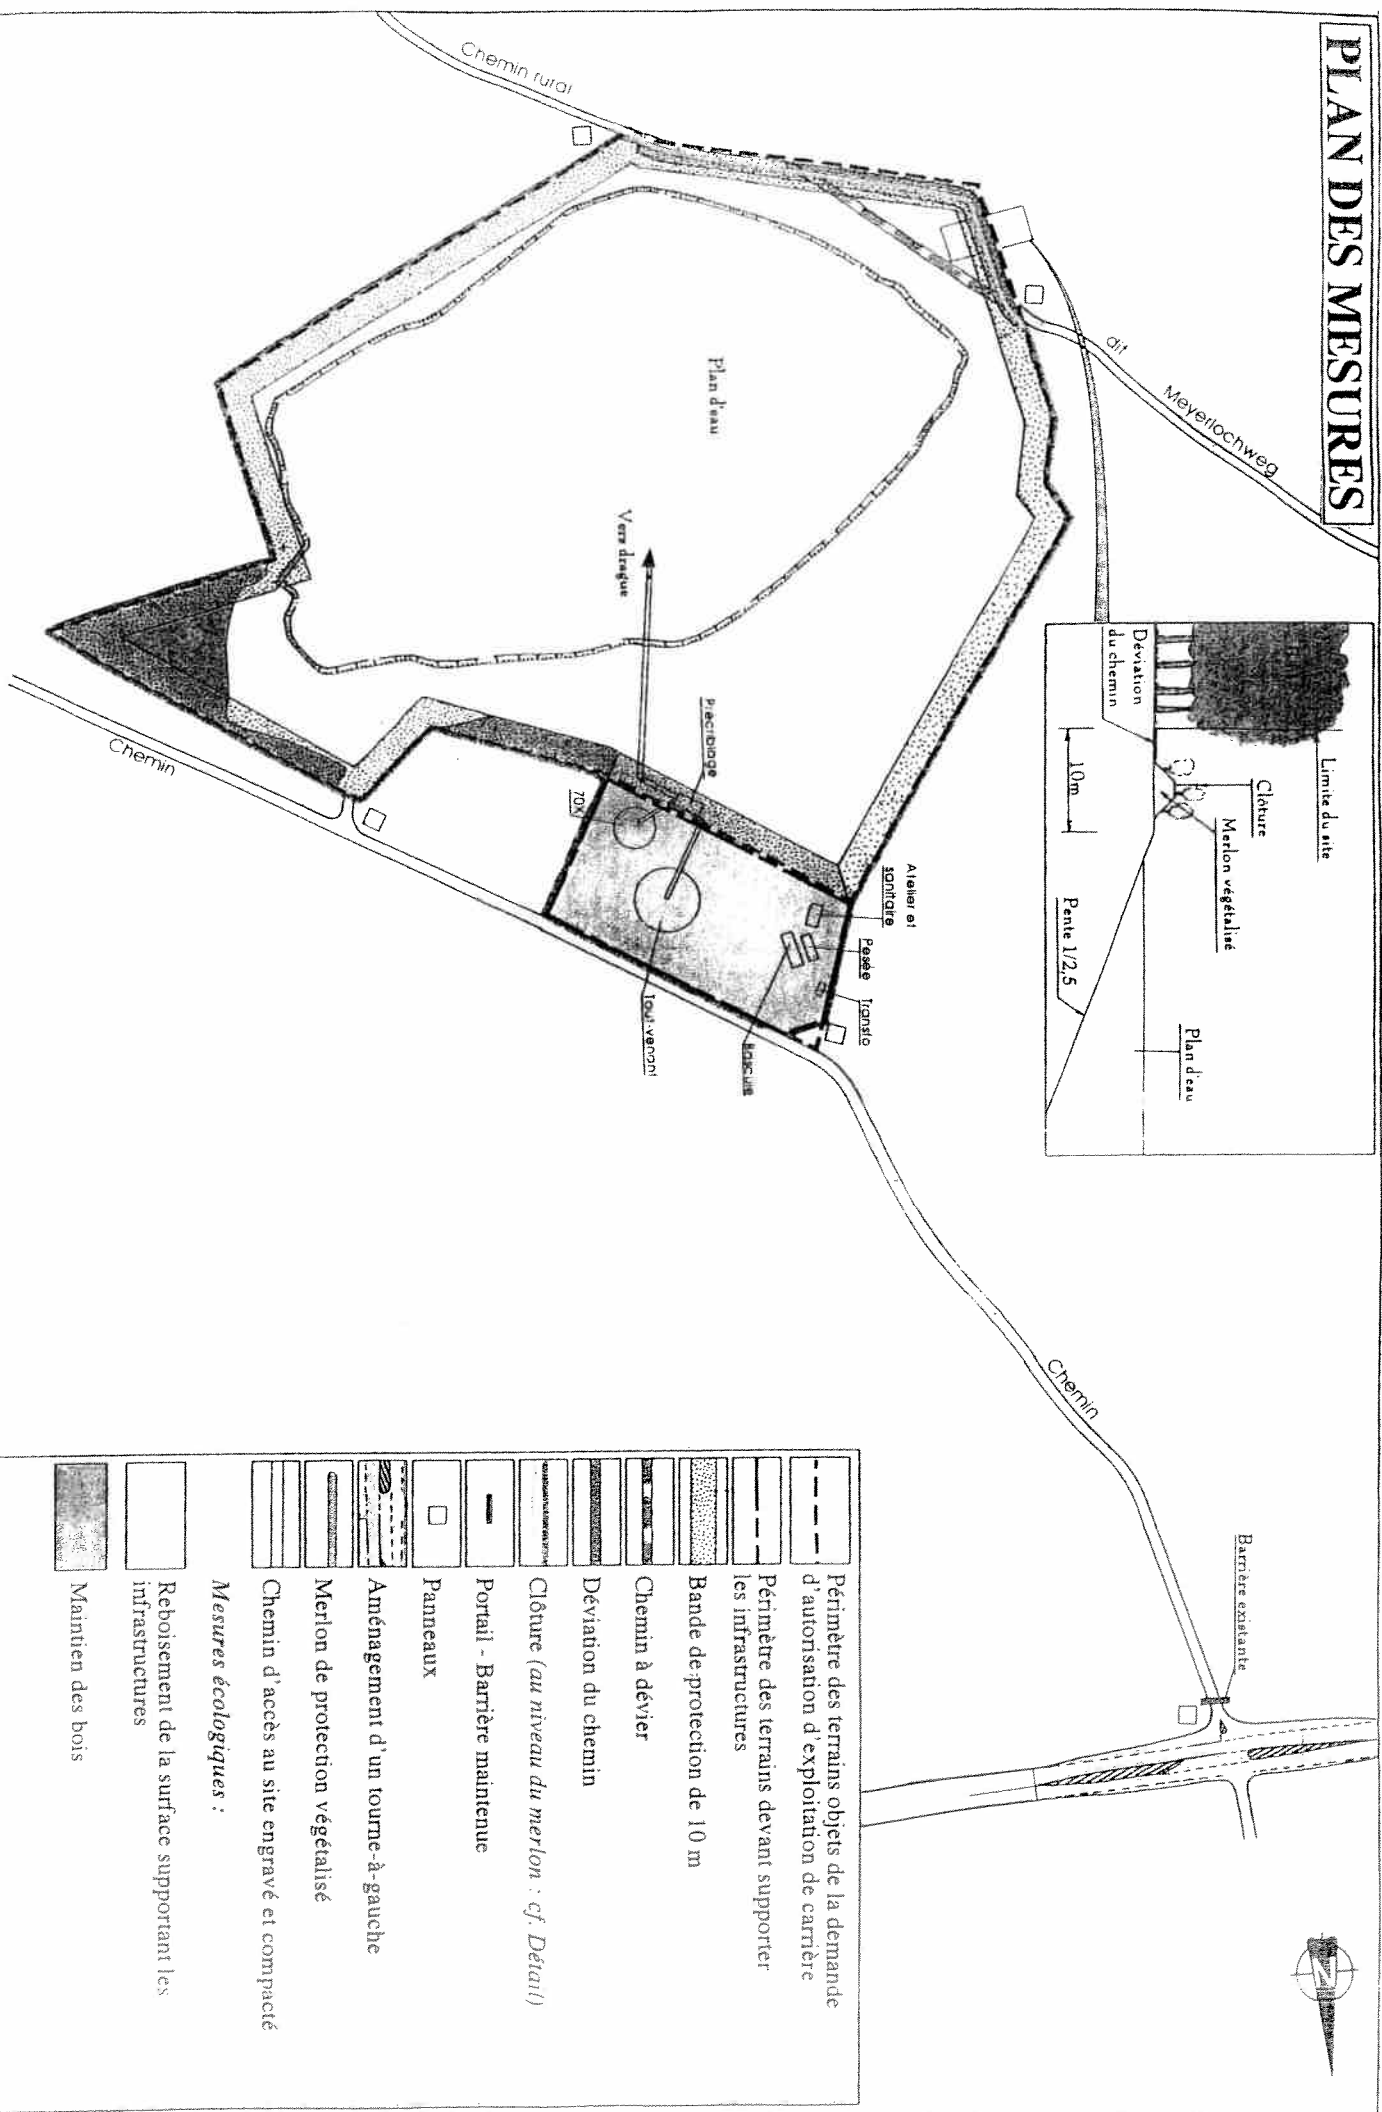 PLAN DES MESURES
Chemin rural
dit
Meyerlochweg
Plan d'eau
Vers drague
Déviation
du chemin
10m
Limite du site
Clôture
Merlon végétalisé
Pente 1/2,5
Plan d'eau
Précriblage
70X
Atelier et
sanitaire
Pesée
Transfo
Bascule
Tout-venant
Chemin
Chemin
Barrière existante
N
Périmètre des terrains objets de la demande
d'autorisation d'exploitation de carrière
Périmètre des terrains devant supporter
les infrastructures
Bande de protection de 10 m
Chemin à dévier
Déviation du chemin
Clôture (au niveau du merlon : cf. Détail)
Portail - Barrière maintenue
Panneaux
Aménagement d'un tourne-à-gauche
Merlon de protection végétalisé
Chemin d'accès au site engravé et compacté
Mesures écologiques :
Reboisement de la surface supportant les
infrastructures
Maintien des bois